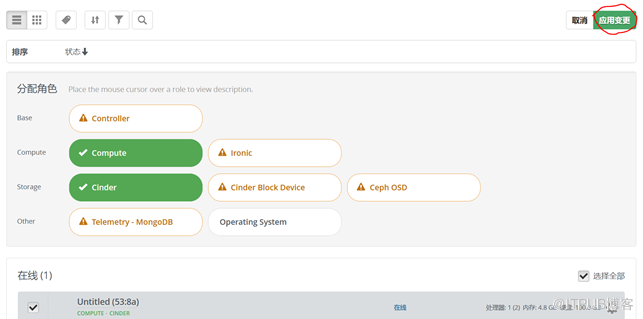 取消 应用变更
排序 状态
分配角色 Place the mouse cursor over a role to view description.
Base Controller
Compute Compute Ironic
Storage Cinder Cinder Block Device Ceph OSD
Other Telemetry - MongoDB Operating System
在线 (1) 选择全部
Untitled (53:8a) 在线 处理器: 1 (2) 内存: 4.8 GB 硬盘: 100.3 GB
COMPUTE · CINDER
@ITPUB博客